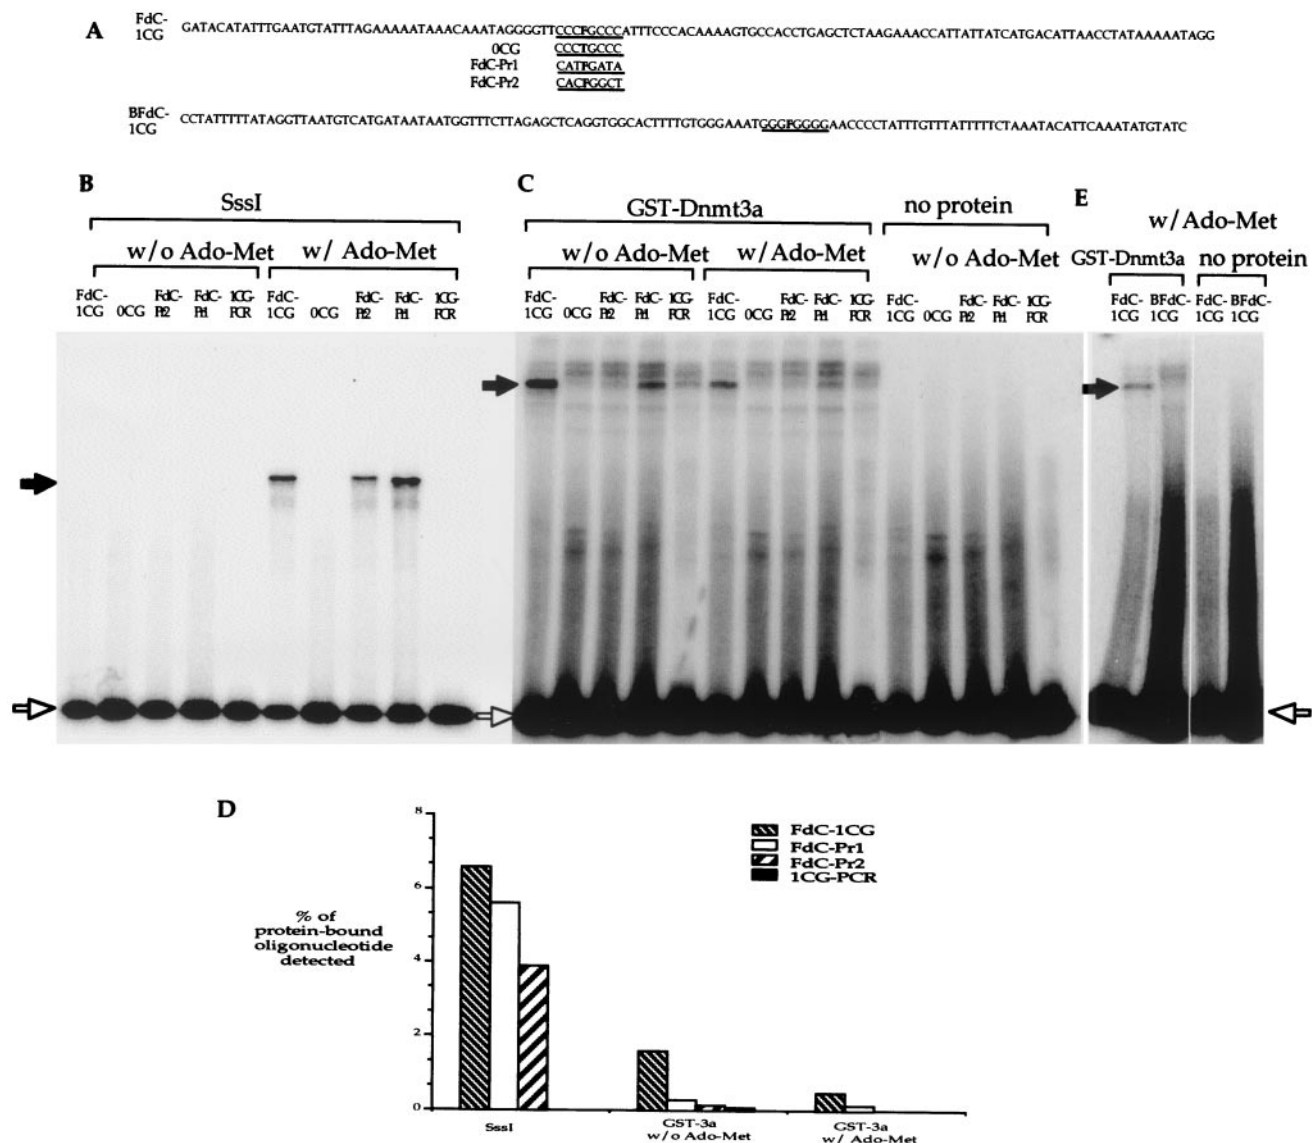 A
FdC-1CG GATACATATTTGAATGTATTTAGAAAAATAAACAAATAGGGGTTCCCFGCCCATTTCCCACAAAAGTGCCACCTGAGCTCTAAGAAACCATTATTATCATGACATTAACCTATAAAAATAGG
0CG CCCTGCCC
FdC-Pr1 CATFGATA
FdC-Pr2 CACFGGCT
BFdC-1CG CCTATTTTTATAGGTTAATGTCATGATAATAATGGTTTCTTAGAGCTCAGGTGGCACTTTTGTGGGAAATGGGFGGGGAACCCCTATTTGTTTATTTTTCTAAATACATTCAAATATGTATC
B
SssI
w/o Ado-Met w/ Ado-Met
FdC-1CG 0CG FdC-Pr2 FdC-Pr1 1CG-PCR FdC-1CG 0CG FdC-Pr2 FdC-Pr1 1CG-PCR
C
GST-Dnmt3a no protein
w/o Ado-Met w/Ado-Met w/o Ado-Met
FdC-1CG 0CG FdC-Pr2 FdC-Pr1 1CG-PCR FdC-1CG 0CG FdC-Pr2 FdC-Pr1 1CG-PCR FdC-1CG 0CG FdC-Pr2 FdC-Pr1 1CG-PCR
E
w/Ado-Met
GST-Dnmt3a no protein
FdC-1CG BFdC-1CG FdC-1CG BFdC-1CG
D
% of
protein-bound
oligonucleotide
detected
8
6
4
2
0
FdC-1CG
FdC-Pr1
FdC-Pr2
1CG-PCR
SssI
GST-3a
w/o Ado-Met
GST-3a
w/ Ado-Met